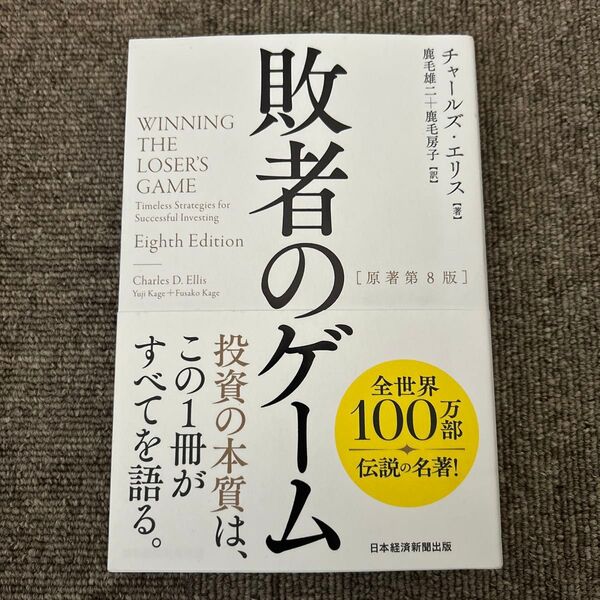 チャールズ・エリス[著]
鹿毛雄二+鹿毛房子[訳]
敗者のゲーム
[原著第8版]
WINNING
THE
LOSER'S
GAME
Timeless Strategies for
Successful Investing
Eighth Edition
Charles D. Ellis
Yuji Kage + Fusako Kage
投資の本質は、
この1冊が
すべてを語る。
全世界
100万部
伝説の名著!
日本経済新聞出版